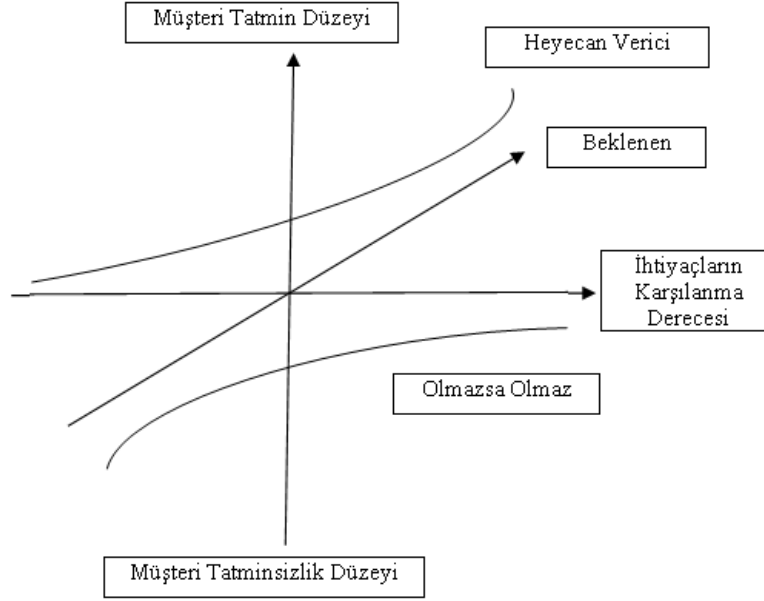 Müşteri Tatmin Düzeyi
Heyecan Verici
Beklenen
İhtiyaçların
Karşılanma
Derecesi
Olmazsa Olmaz
Müşteri Tatminsizlik Düzeyi